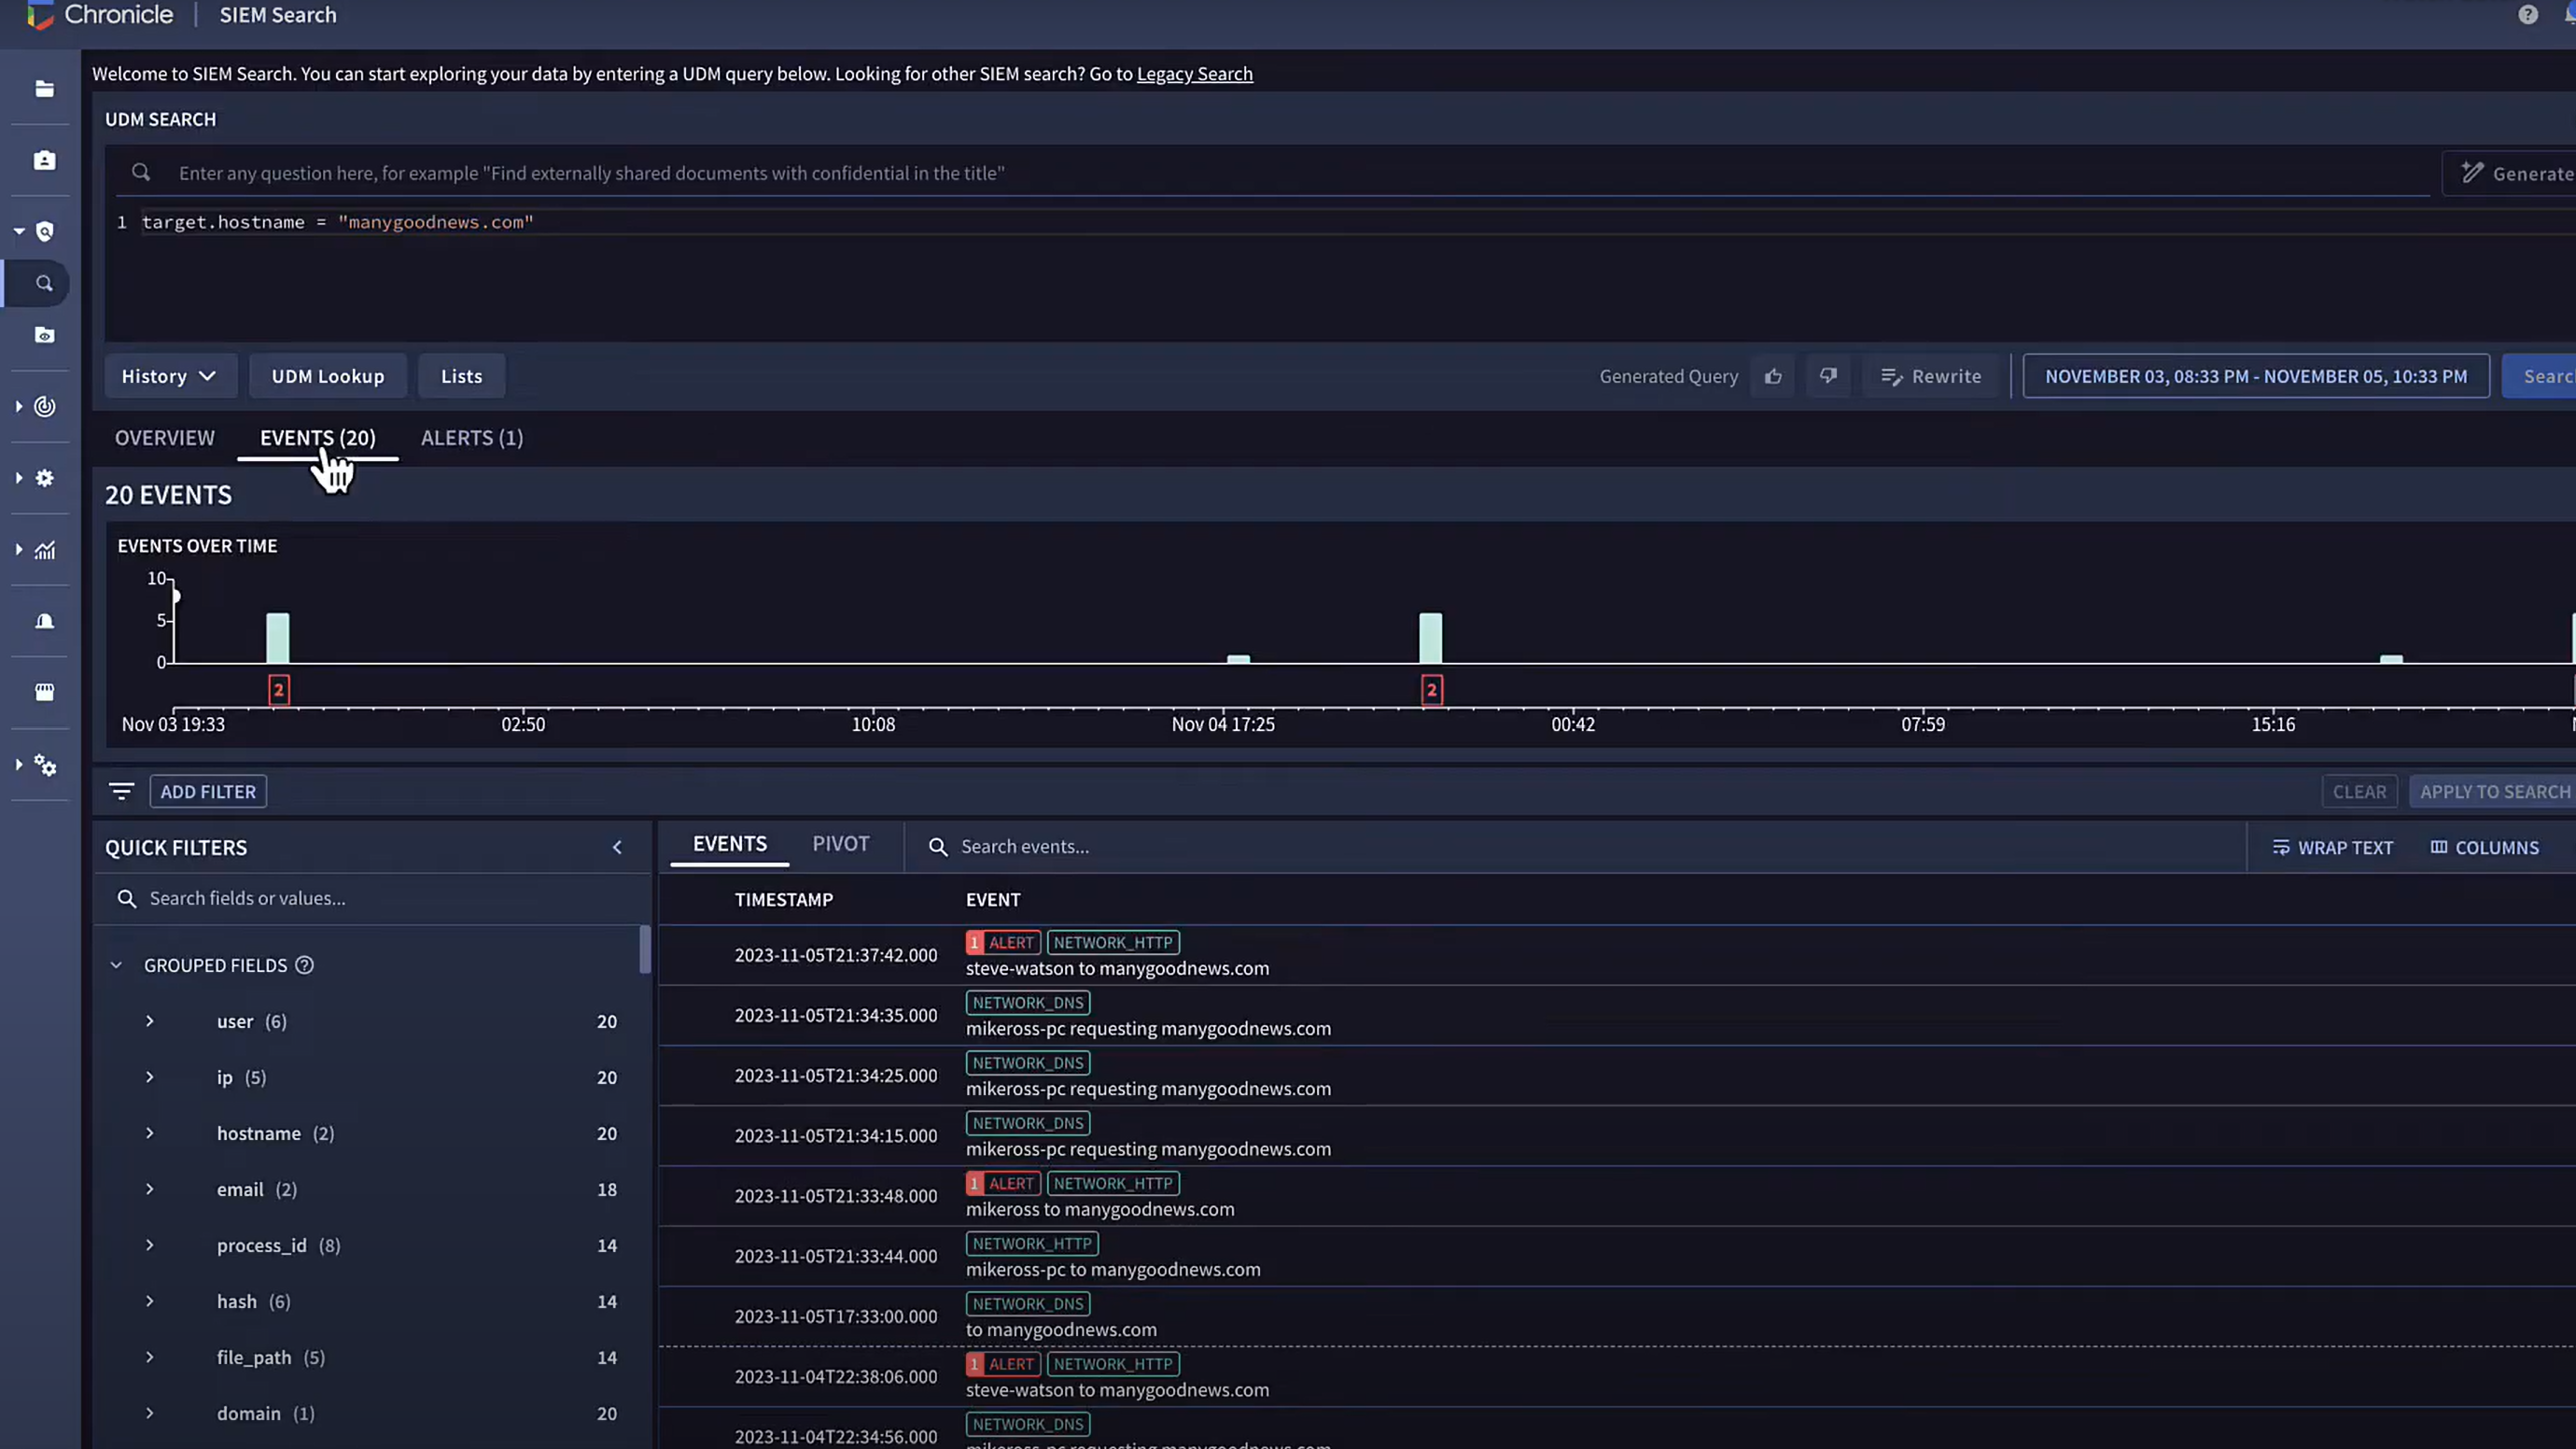 Chronicle | SIEM Search
Welcome to SIEM Search. You can start exploring your data by entering a UDM query below. Looking for other SIEM search? Go to Legacy Search
UDM SEARCH
Enter any question here, for example "Find externally shared documents with confidential in the title"
Generate
1 target.hostname = "manygoodnews.com"
History UDM Lookup Lists Generated Query Rewrite NOVEMBER 03, 08:33 PM - NOVEMBER 05, 10:33 PM Searc
OVERVIEW EVENTS (20) ALERTS (1)
20 EVENTS
EVENTS OVER TIME
10
5
0
2 2
Nov 03 19:33 02:50 10:08 Nov 04 17:25 00:42 07:59 15:16
ADD FILTER CLEAR APPLY TO SEARCH
QUICK FILTERS
Search fields or values...
GROUPED FIELDS
user (6) 20
ip (5) 20
hostname (2) 20
email (2) 18
process_id (8) 14
hash (6) 14
file_path (5) 14
domain (1) 20
EVENTS PIVOT Search events... WRAP TEXT COLUMNS
TIMESTAMP EVENT
2023-11-05T21:37:42.000 1 ALERT NETWORK_HTTP
steve-watson to manygoodnews.com
2023-11-05T21:34:35.000 NETWORK_DNS
mikeross-pc requesting manygoodnews.com
2023-11-05T21:34:25.000 NETWORK_DNS
mikeross-pc requesting manygoodnews.com
2023-11-05T21:34:15.000 NETWORK_DNS
mikeross-pc requesting manygoodnews.com
2023-11-05T21:33:48.000 1 ALERT NETWORK_HTTP
mikeross to manygoodnews.com
2023-11-05T21:33:44.000 NETWORK_HTTP
mikeross-pc to manygoodnews.com
2023-11-05T17:33:00.000 NETWORK_DNS
to manygoodnews.com
2023-11-04T22:38:06.000 1 ALERT NETWORK_HTTP
steve-watson to manygoodnews.com
2023-11-04T22:34:56.000 NETWORK_DNS
mikeross-pc requesting manygoodnews.com